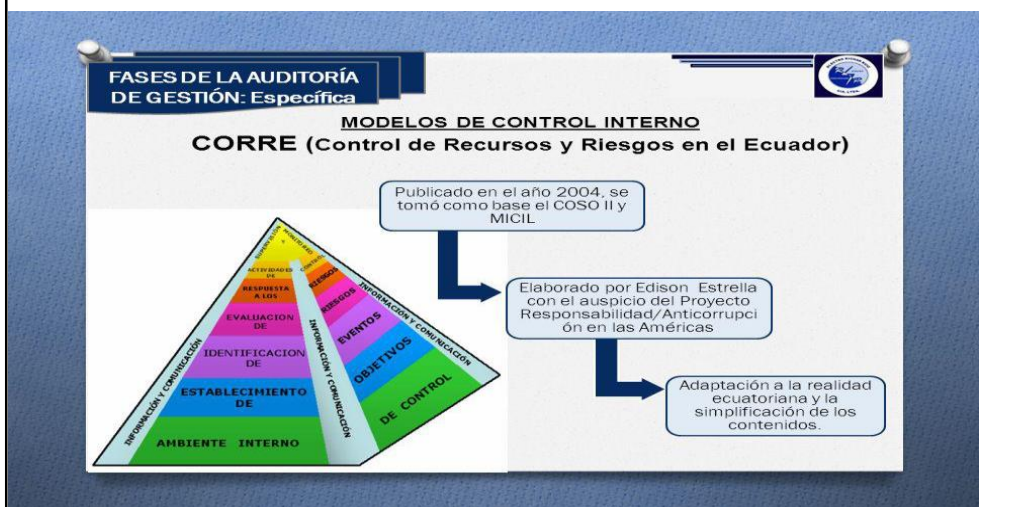 FASES DE LA AUDITORÍA
DE GESTIÓN: Específica
MODELOS DE CONTROL INTERNO
CORRE (Control de Recursos y Riesgos en el Ecuador)
Publicado en el año 2004, se
tomó como base el COSO II y
MICIL
Elaborado por Edison Estrella
con el auspicio del Proyecto
Responsabilidad/Anticorrupci
ón en las Américas
Adaptación a la realidad
ecuatoriana y la
simplificación de los
contenidos.
SUPERVISIÓN
Y
MONITOREO
ACTIVIDADES
DE
CONTROL
RESPUESTA
A LOS
RIESGOS
EVALUACION
DE
RIESGOS
IDENTIFICACION
DE
EVENTOS
ESTABLECIMIENTO
DE
OBJETIVOS
AMBIENTE INTERNO
DE CONTROL
INFORMACIÓN Y COMUNICACIÓN
INFORMACIÓN Y COMUNICACIÓN
INFORMACIÓN Y COMUNICACIÓN